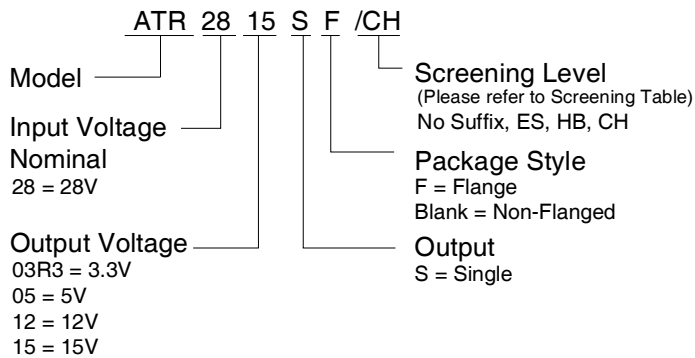 ATR 28 15 S F /CH
Model
Input Voltage
Nominal
28 = 28V
Output Voltage
03R3 = 3.3V
05 = 5V
12 = 12V
15 = 15V
Screening Level
(Please refer to Screening Table)
No Suffix, ES, HB, CH
Package Style
F = Flange
Blank = Non-Flanged
Output
S = Single